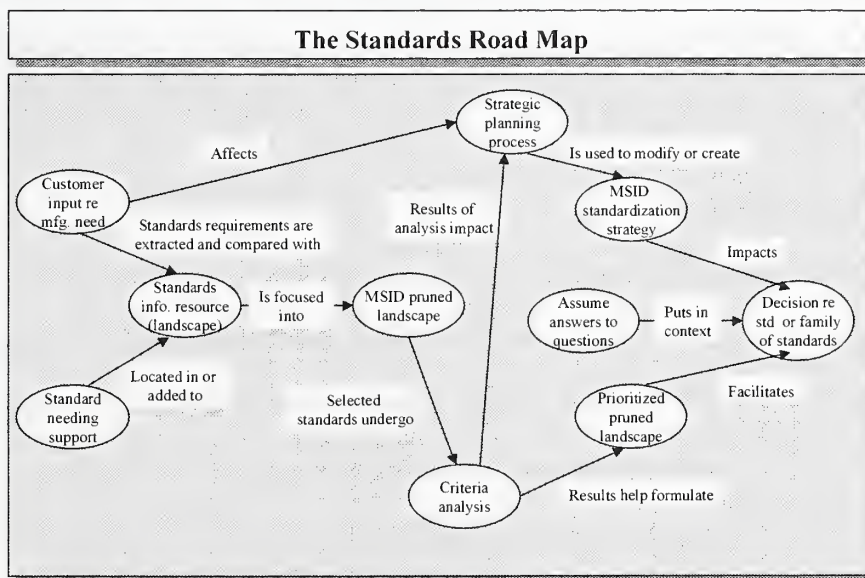 The Standards Road Map
Strategic
planning
process
Affects
Is used to modify or create
Customer
input re
mfg. need
MSID
standardization
strategy
Results of
analysis impact
Standards requirements are
extracted and compared with
Impacts
Standards
info. resource
(landscape)
Is focused
into
MSID pruned
landscape
Assume
answers to
questions
Puts in
context
Decision re
std or family
of standards
Located in or
added to
Standard
needing
support
Selected
standards undergo
Prioritized
pruned
landscape
Facilitates
Criteria
analysis
Results help formulate